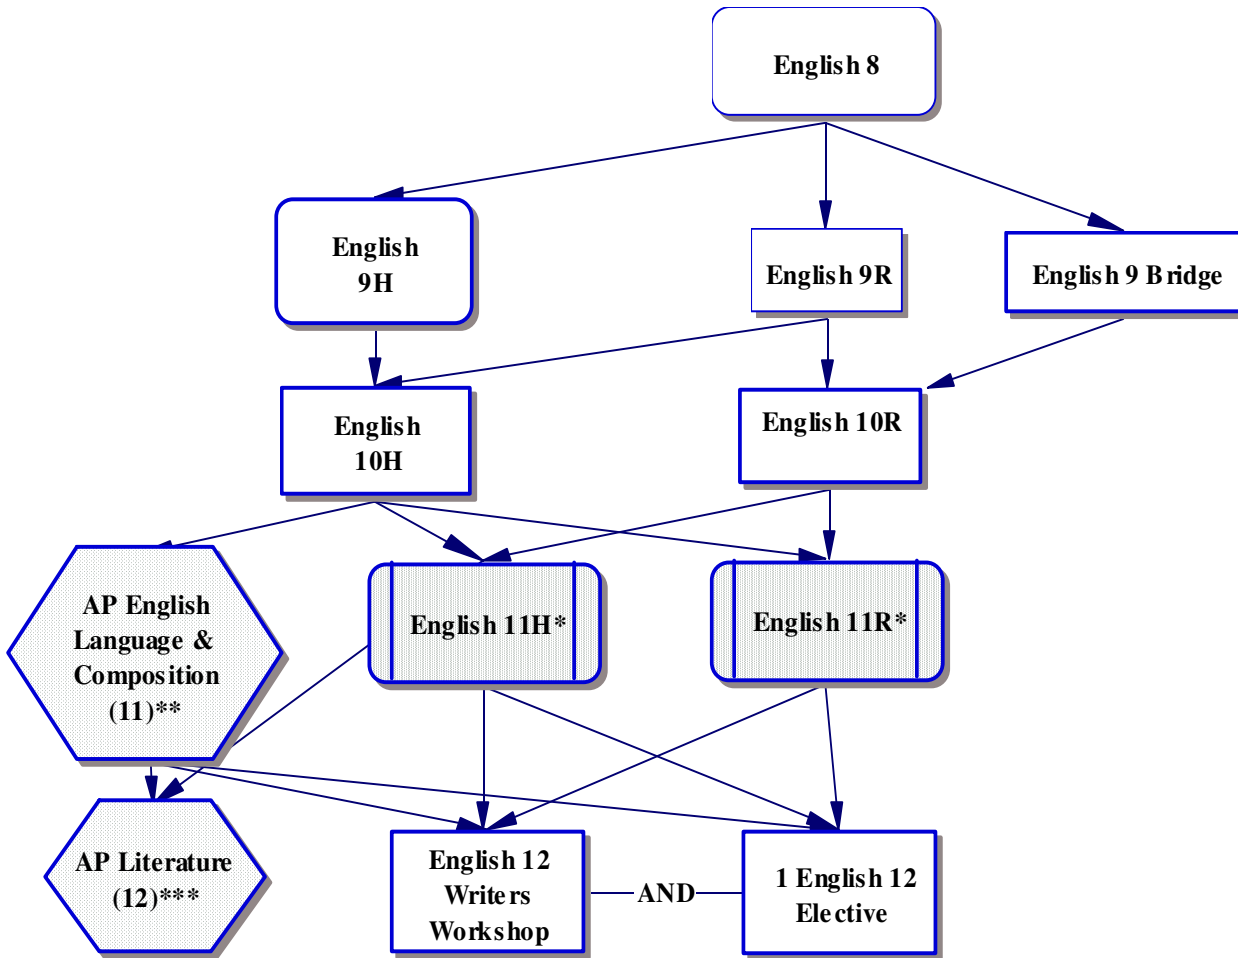 English 8
English
9H
English 9R
English 9 Bridge
English
10H
English 10R
AP English
Language &
Composition
(11)**
English 11H*
English 11R*
AP Literature
(12)***
English 12
Writers
Workshop
AND
1 English 12
Elective